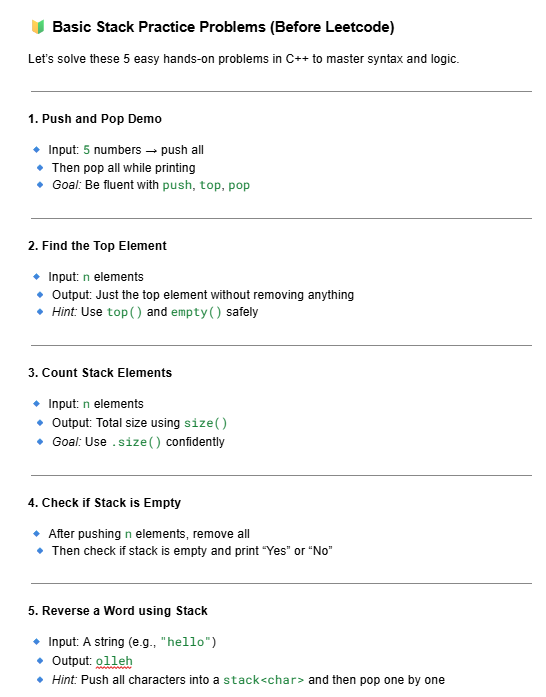 🔰 Basic Stack Practice Problems (Before Leetcode)
Let's solve these 5 easy hands-on problems in C++ to master syntax and logic.
1. Push and Pop Demo
🔹 Input: 5 numbers → push all
🔹 Then pop all while printing
🔹 Goal: Be fluent with push, top, pop
2. Find the Top Element
🔹 Input: n elements
🔹 Output: Just the top element without removing anything
🔹 Hint: Use top() and empty() safely
3. Count Stack Elements
🔹 Input: n elements
🔹 Output: Total size using size()
🔹 Goal: Use .size() confidently
4. Check if Stack is Empty
🔹 After pushing n elements, remove all
🔹 Then check if stack is empty and print “Yes” or “No”
5. Reverse a Word using Stack
🔹 Input: A string (e.g., "hello")
🔹 Output: olleh
🔹 Hint: Push all characters into a stack<char> and then pop one by one